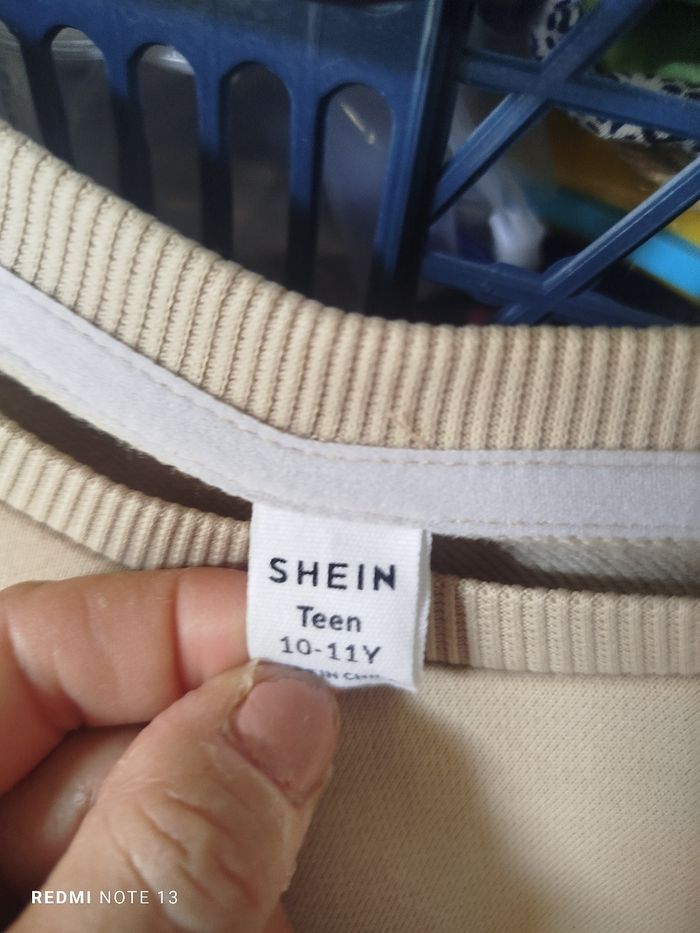 SHEIN
Teen
10-11Y
REDMI NOTE 13